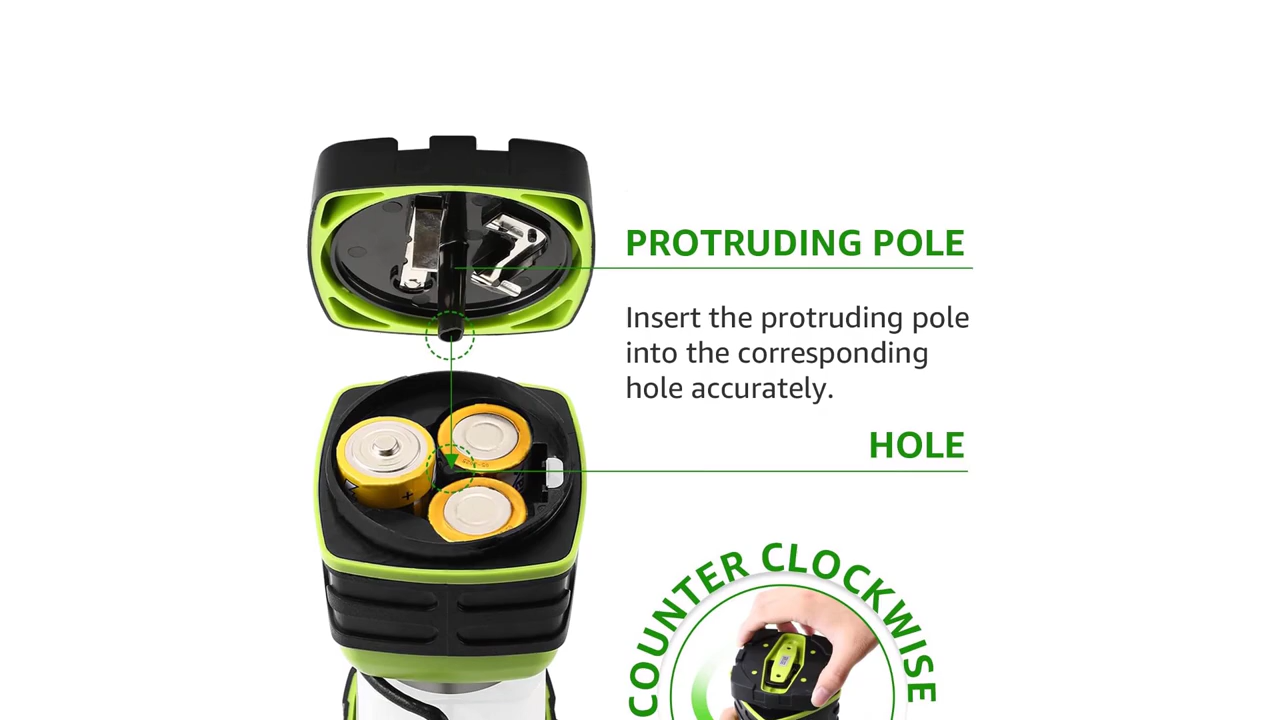 PROTRUDING POLE
Insert the protruding pole
into the corresponding
hole accurately.
HOLE
COUNTER CLOCKWISE